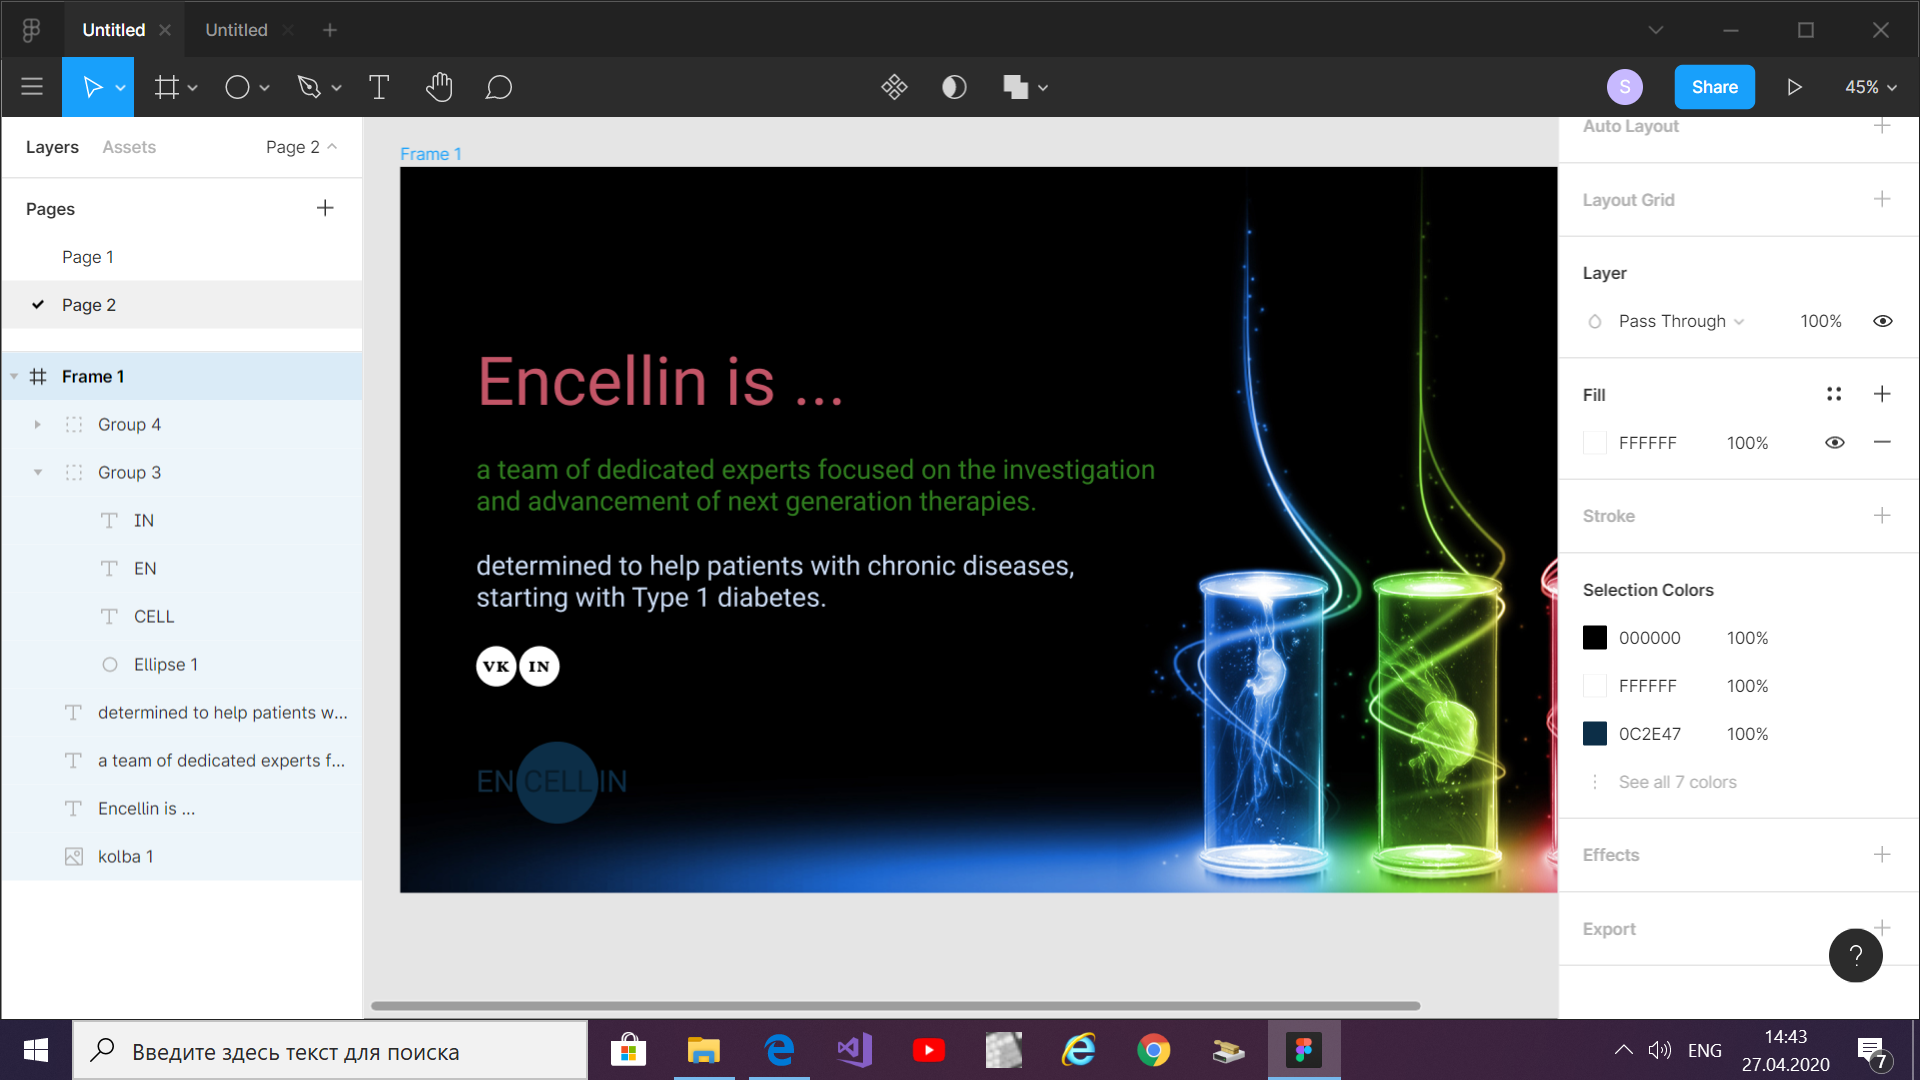 Untitled
Untitled
S
Share
45%
Layers
Assets
Page 2
Pages
Page 1
Page 2
Frame 1
Group 4
Group 3
IN
EN
CELL
Ellipse 1
determined to help patients w...
a team of dedicated experts f...
Encellin is ...
kolba 1
Frame 1
Encellin is ...
a team of dedicated experts focused on the investigation
and advancement of next generation therapies.
determined to help patients with chronic diseases,
starting with Type 1 diabetes.
VK IN
EN CELL IN
Auto Layout
Layout Grid
Layer
Pass Through 100%
Fill
FFFFFF 100%
Stroke
Selection Colors
000000 100%
FFFFFF 100%
0C2E47 100%
See all 7 colors
Effects
Export
?
Введите здесь текст для поиска
ENG
14:43
27.04.2020
7